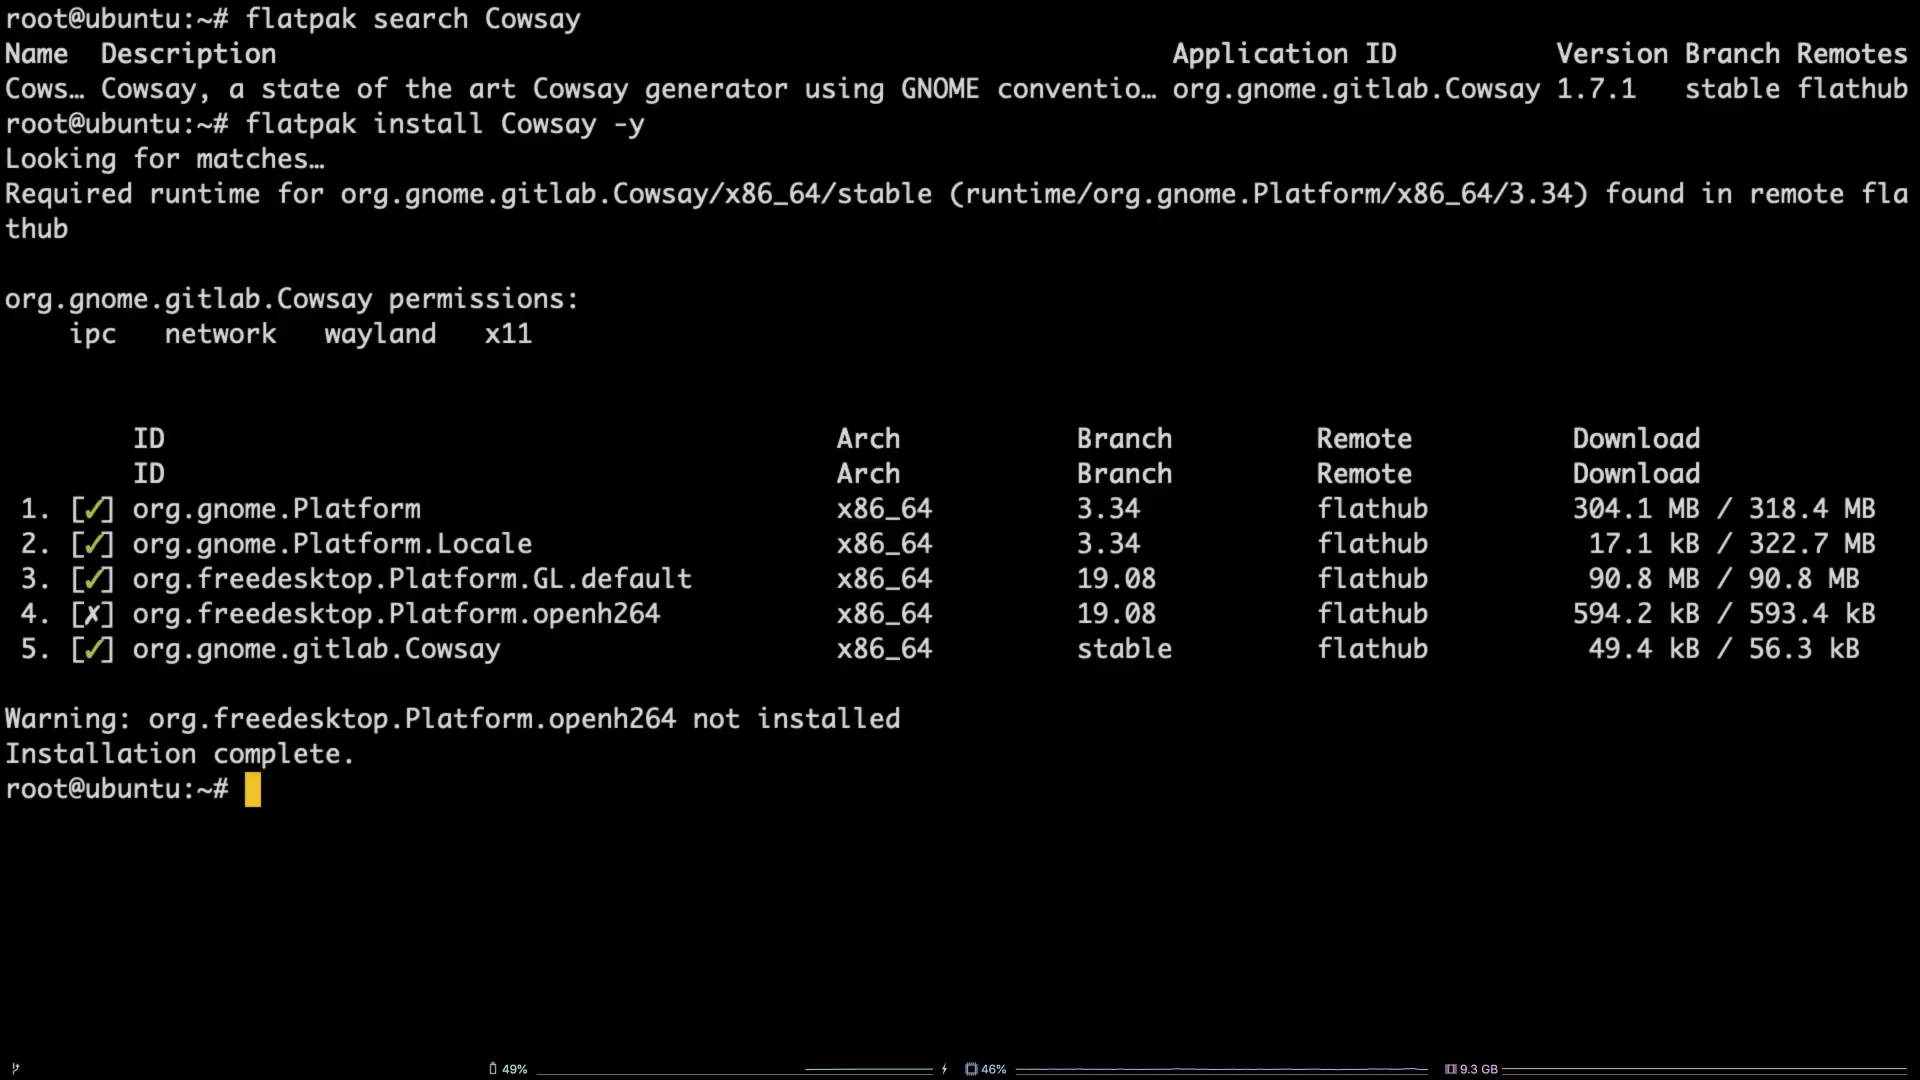 root@ubuntu:~# flatpak search Cowsay
Name  Description                                                        Application ID          Version Branch Remotes
Cows… Cowsay, a state of the art Cowsay generator using GNOME conventio… org.gnome.gitlab.Cowsay 1.7.1   stable flathub
root@ubuntu:~# flatpak install Cowsay -y
Looking for matches…
Required runtime for org.gnome.gitlab.Cowsay/x86_64/stable (runtime/org.gnome.Platform/x86_64/3.34) found in remote fla
thub
org.gnome.gitlab.Cowsay permissions:
    ipc   network   wayland   x11
        ID                                          Arch           Branch         Remote          Download
        ID                                          Arch           Branch         Remote          Download
 1. [✓] org.gnome.Platform                          x86_64         3.34           flathub         304.1 MB / 318.4 MB
 2. [✓] org.gnome.Platform.Locale                   x86_64         3.34           flathub          17.1 kB / 322.7 MB
 3. [✓] org.freedesktop.Platform.GL.default         x86_64         19.08          flathub          90.8 MB / 90.8 MB
 4. [✗] org.freedesktop.Platform.openh264           x86_64         19.08          flathub         594.2 kB / 593.4 kB
 5. [✓] org.gnome.gitlab.Cowsay                     x86_64         stable         flathub          49.4 kB / 56.3 kB
Warning: org.freedesktop.Platform.openh264 not installed
Installation complete.
root@ubuntu:~#
49% 46% 9.3 GB